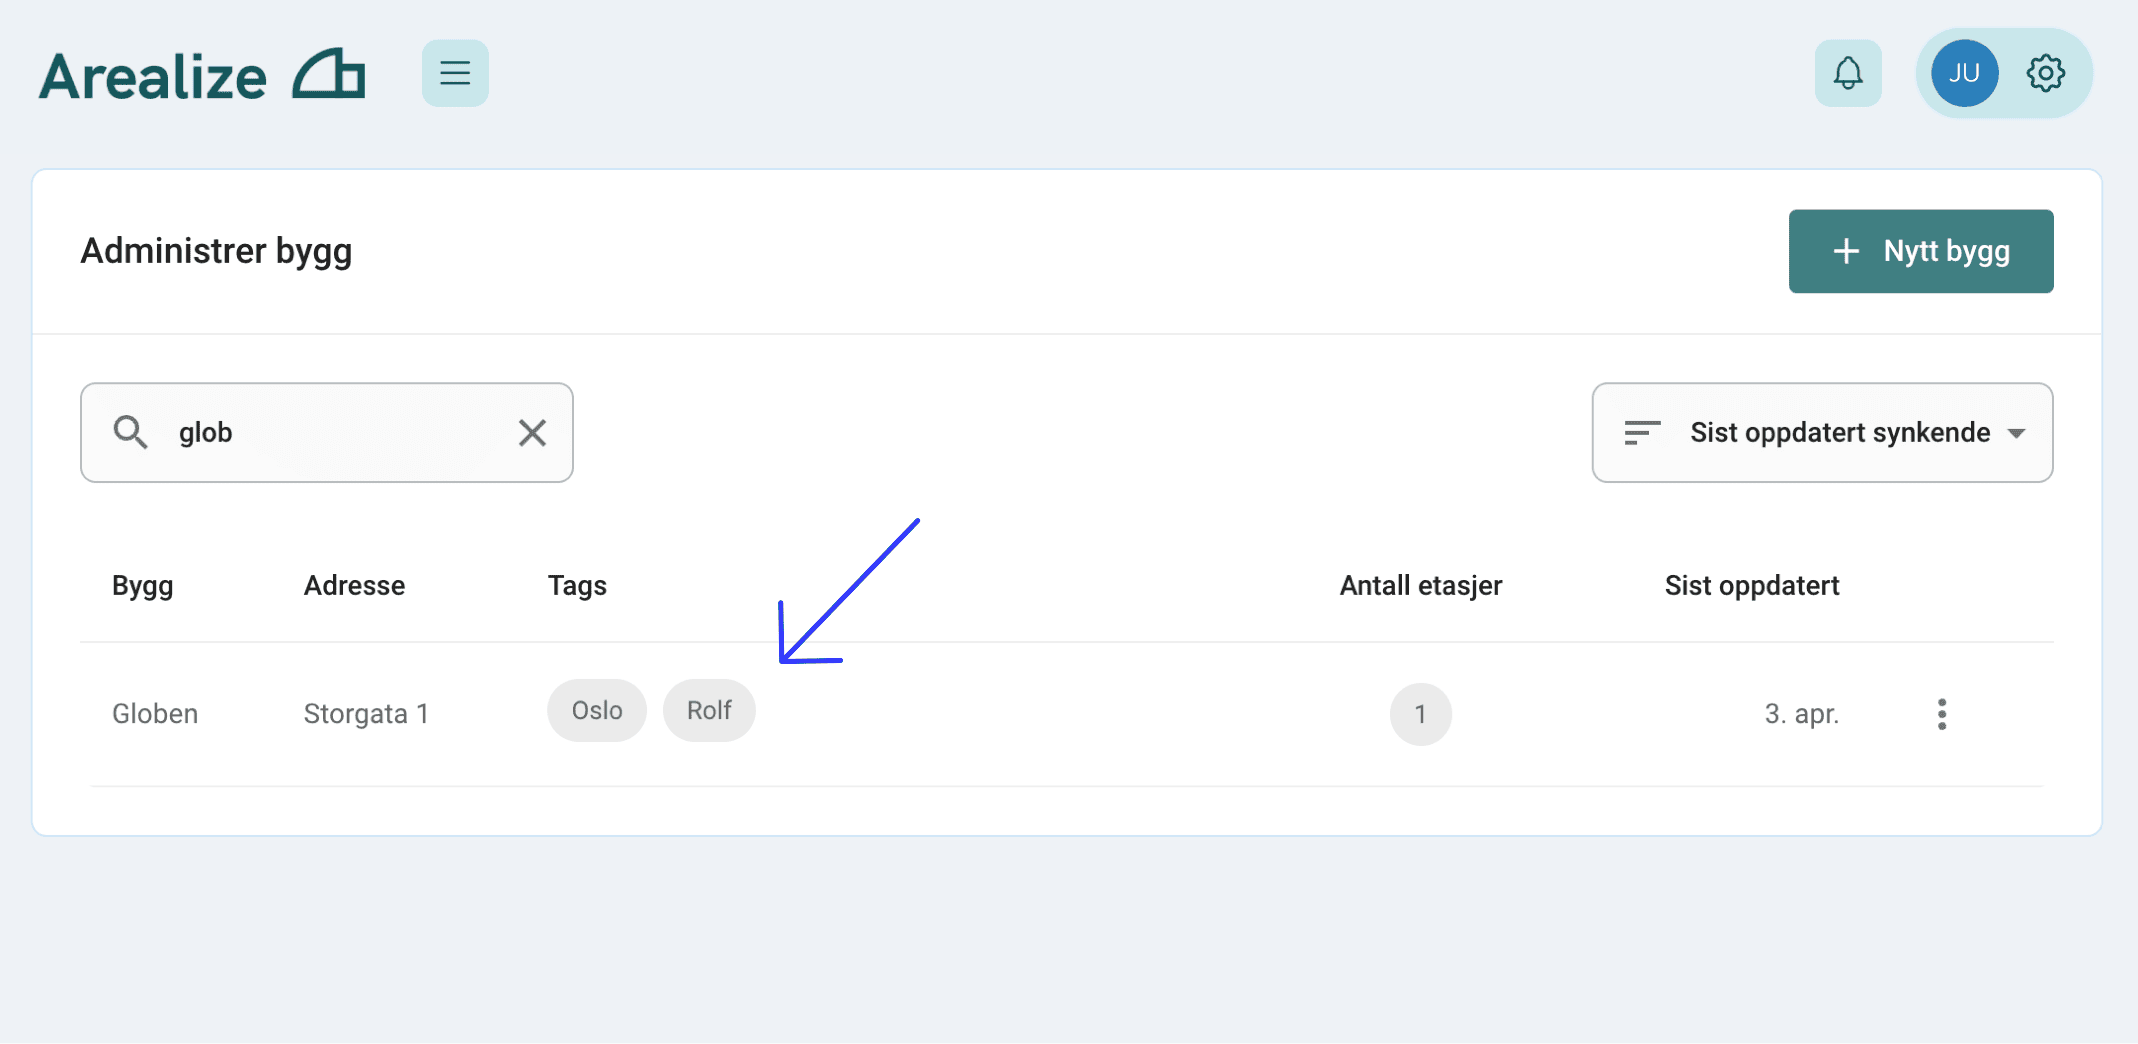 Arealize
JU
Administrer bygg
+ Nytt bygg
glob
Sist oppdatert synkende
Bygg Adresse Tags Antall etasjer Sist oppdatert
Globen Storgata 1 Oslo Rolf 1 3. apr.